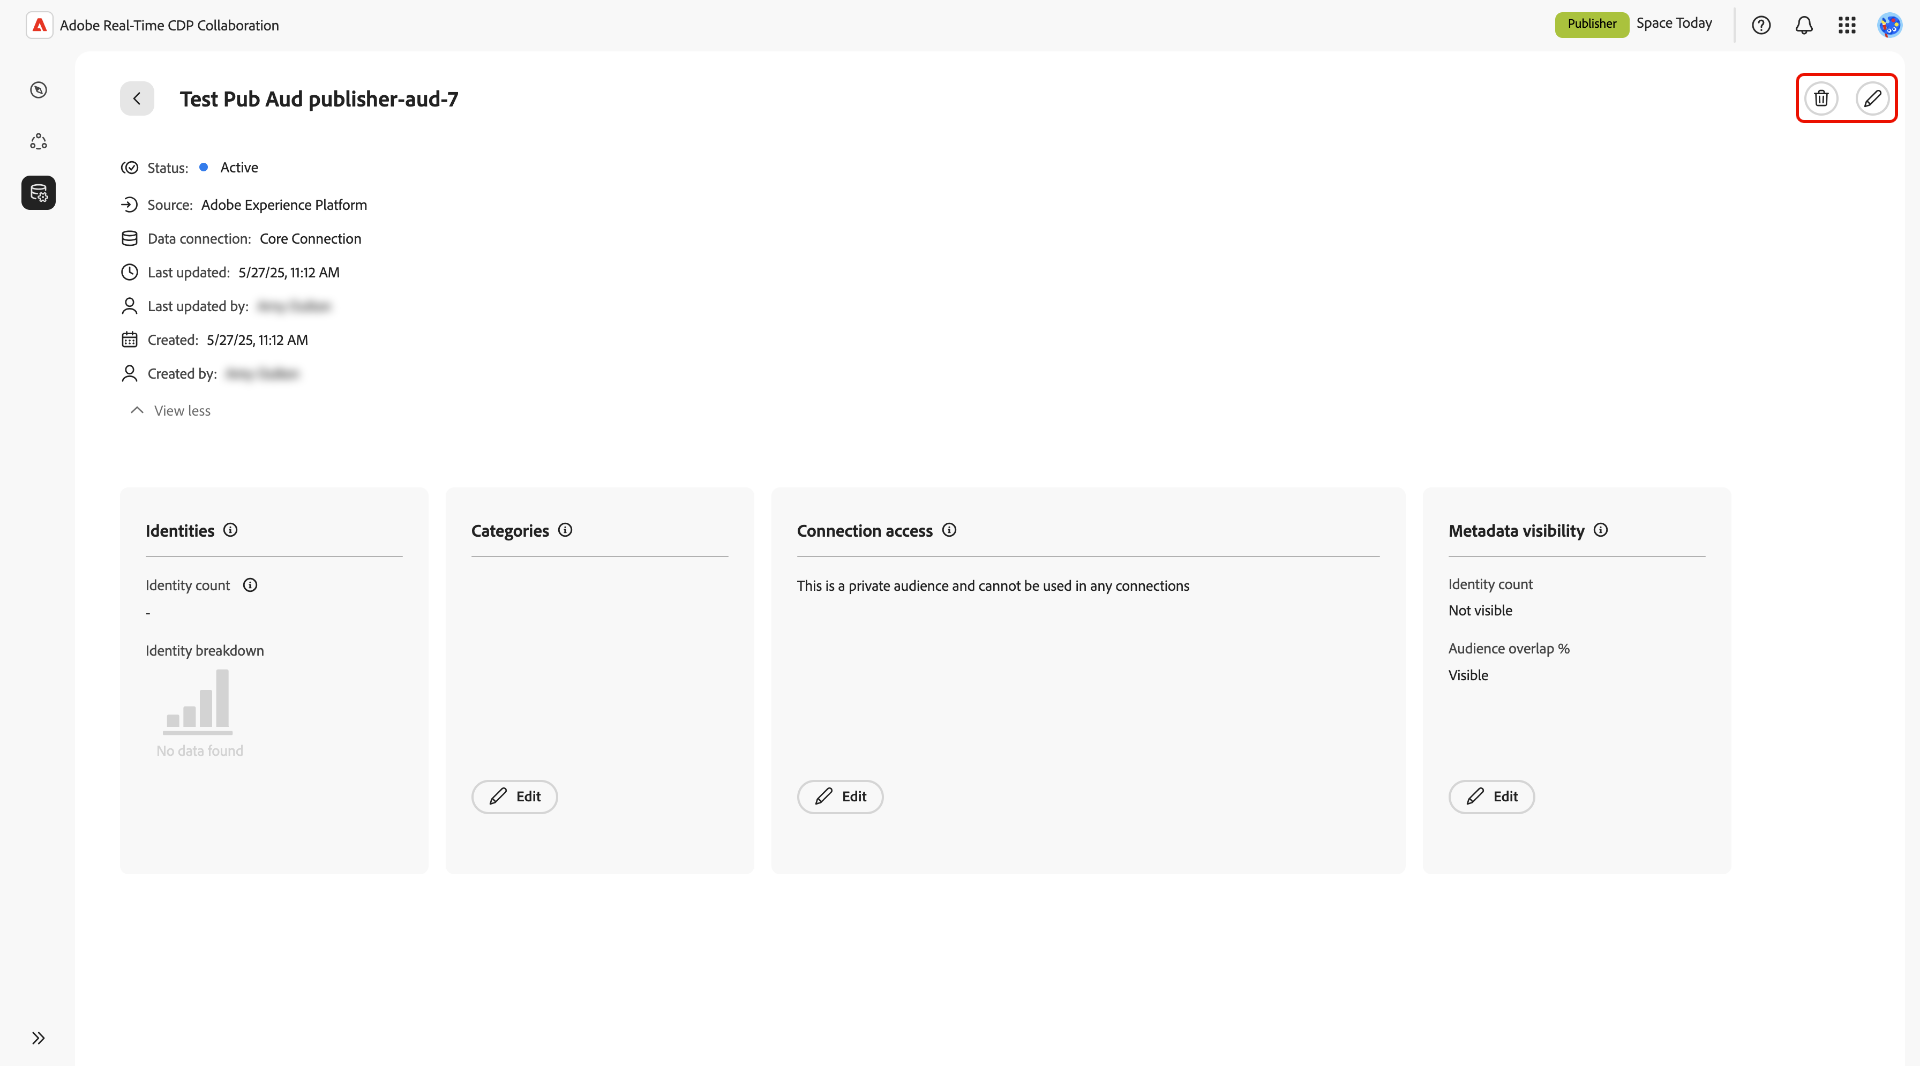 Adobe Real-Time CDP Collaboration
Publisher
Space Today
Test Pub Aud publisher-aud-7
Status: Active
Source: Adobe Experience Platform
Data connection: Core Connection
Last updated: 5/27/25, 11:12 AM
Last updated by:
Created: 5/27/25, 11:12 AM
Created by:
View less
Identities
Identity count
-
Identity breakdown
No data found
Categories
Edit
Connection access
This is a private audience and cannot be used in any connections
Edit
Metadata visibility
Identity count
Not visible
Audience overlap %
Visible
Edit